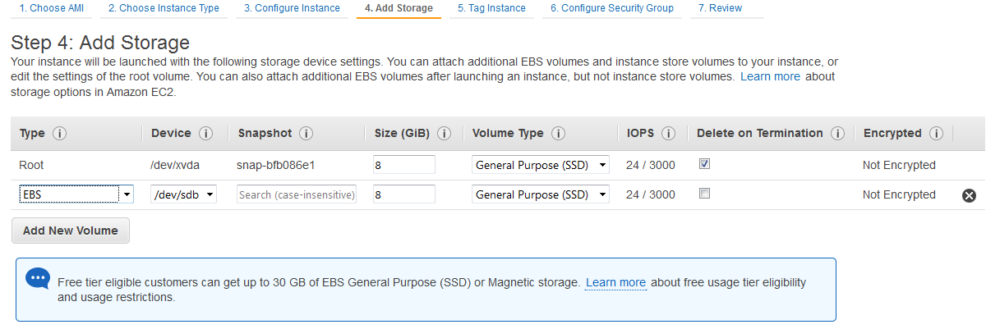 1. Choose AMI 2. Choose Instance Type 3. Configure Instance 4. Add Storage 5. Tag Instance 6. Configure Security Group 7. Review
Step 4: Add Storage
Your instance will be launched with the following storage device settings. You can attach additional EBS volumes and instance store volumes to your instance, or
edit the settings of the root volume. You can also attach additional EBS volumes after launching an instance, but not instance store volumes. Learn more about
storage options in Amazon EC2.
Type i Device i Snapshot i Size (GiB) i Volume Type i IOPS i Delete on Termination i Encrypted i
Root /dev/xvda snap-bfb086e1 8 General Purpose (SSD) 24 / 3000 Not Encrypted
EBS /dev/sdb Search (case-insensitive) 8 General Purpose (SSD) 24 / 3000 Not Encrypted
Add New Volume
Free tier eligible customers can get up to 30 GB of EBS General Purpose (SSD) or Magnetic storage. Learn more about free usage tier eligibility
and usage restrictions.